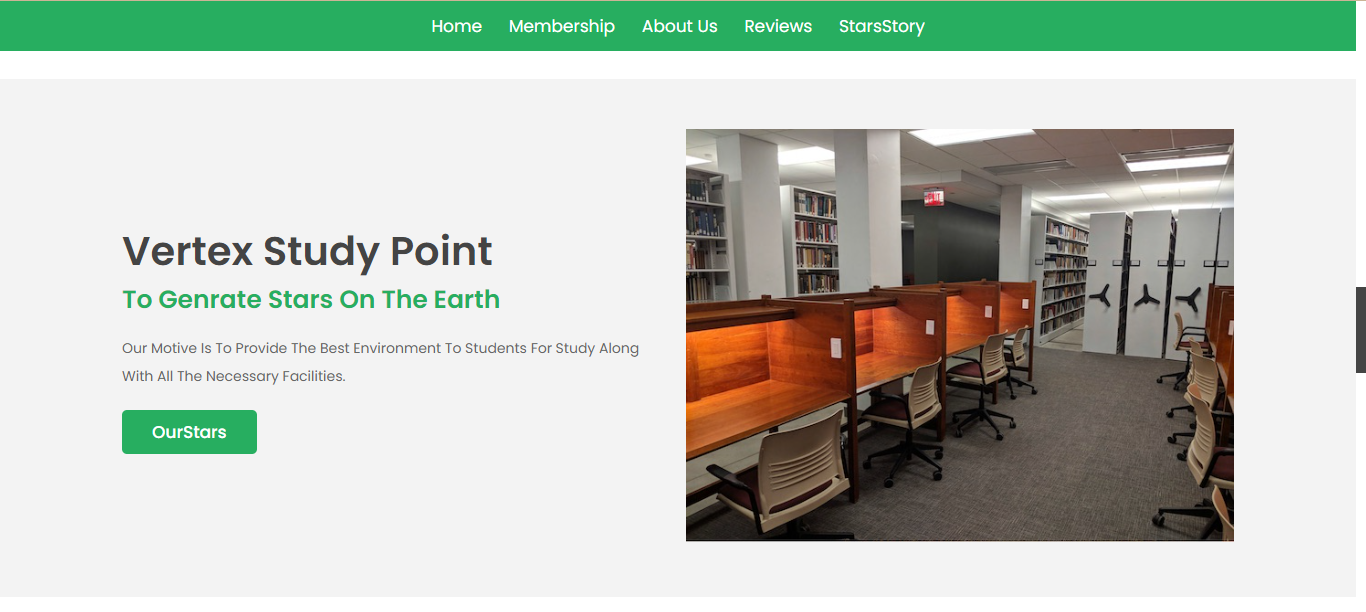 Home Membership About Us Reviews StarsStory
Vertex Study Point
To Genrate Stars On The Earth
Our Motive Is To Provide The Best Environment To Students For Study Along
With All The Necessary Facilities.
OurStars